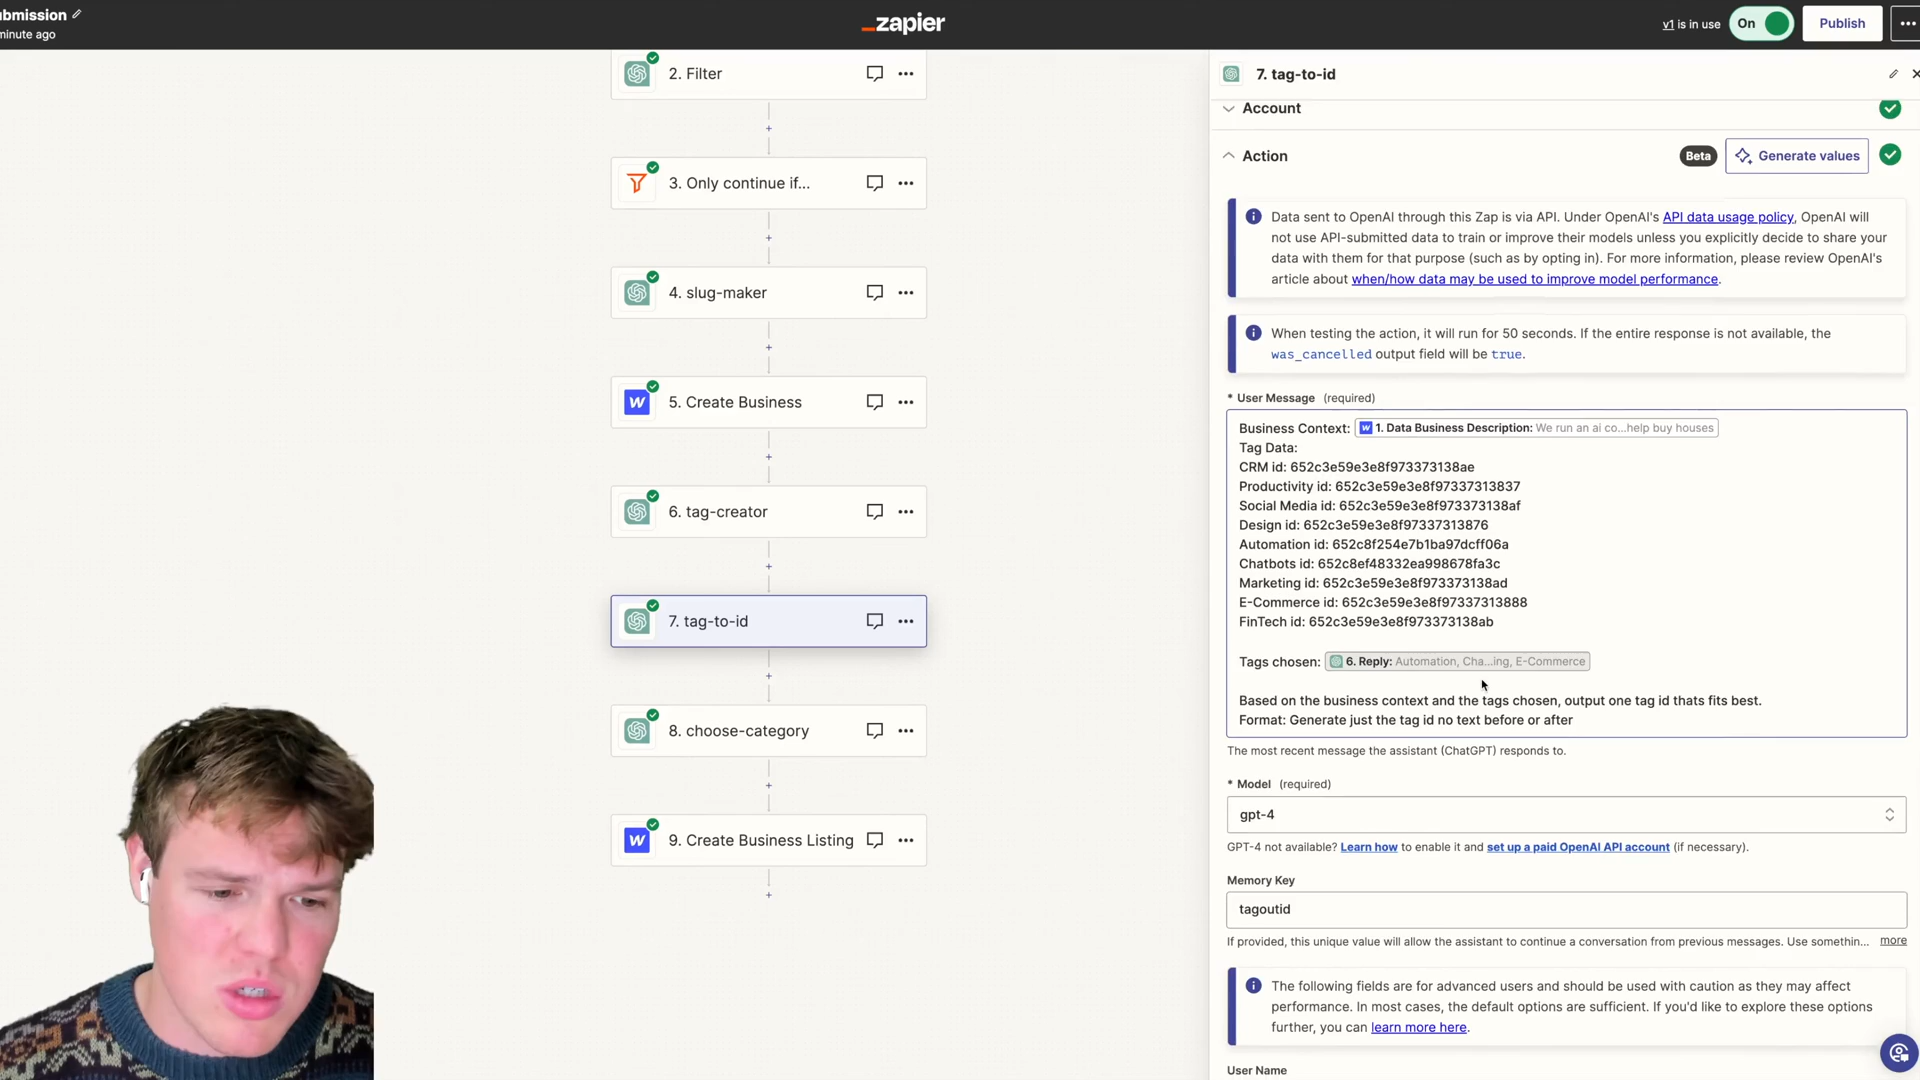 ubmission
minute ago
zapier
v1 is in use
On
Publish
2. Filter
3. Only continue if...
4. slug-maker
5. Create Business
6. tag-creator
7. tag-to-id
8. choose-category
9. Create Business Listing
7. tag-to-id
Account
Action
Beta
Generate values
Data sent to OpenAI through this Zap is via API. Under OpenAI's API data usage policy, OpenAI will
not use API-submitted data to train or improve their models unless you explicitly decide to share your
data with them for that purpose (such as by opting in). For more information, please review OpenAI's
article about when/how data may be used to improve model performance.
When testing the action, it will run for 50 seconds. If the entire response is not available, the
was_cancelled output field will be true.
* User Message (required)
Business Context: 1. Data Business Description: We run an ai co...help buy houses
Tag Data:
CRM id: 652c3e59e3e8f973373138ae
Productivity id: 652c3e59e3e8f97337313837
Social Media id: 652c3e59e3e8f973373138af
Design id: 652c3e59e3e8f97337313876
Automation id: 652c8f254e7b1ba97dcff06a
Chatbots id: 652c8ef48332ea998678fa3c
Marketing id: 652c3e59e3e8f973373138ad
E-Commerce id: 652c3e59e3e8f97337313888
FinTech id: 652c3e59e3e8f973373138ab
Tags chosen: 6. Reply: Automation, Cha...ing, E-Commerce
Based on the business context and the tags chosen, output one tag id thats fits best.
Format: Generate just the tag id no text before or after
The most recent message the assistant (ChatGPT) responds to.
* Model (required)
gpt-4
GPT-4 not available? Learn how to enable it and set up a paid OpenAI API account (if necessary).
Memory Key
tagoutid
If provided, this unique value will allow the assistant to continue a conversation from previous messages. Use somethin... more
The following fields are for advanced users and should be used with caution as they may affect
performance. In most cases, the default options are sufficient. If you'd like to explore these options
further, you can learn more here.
User Name